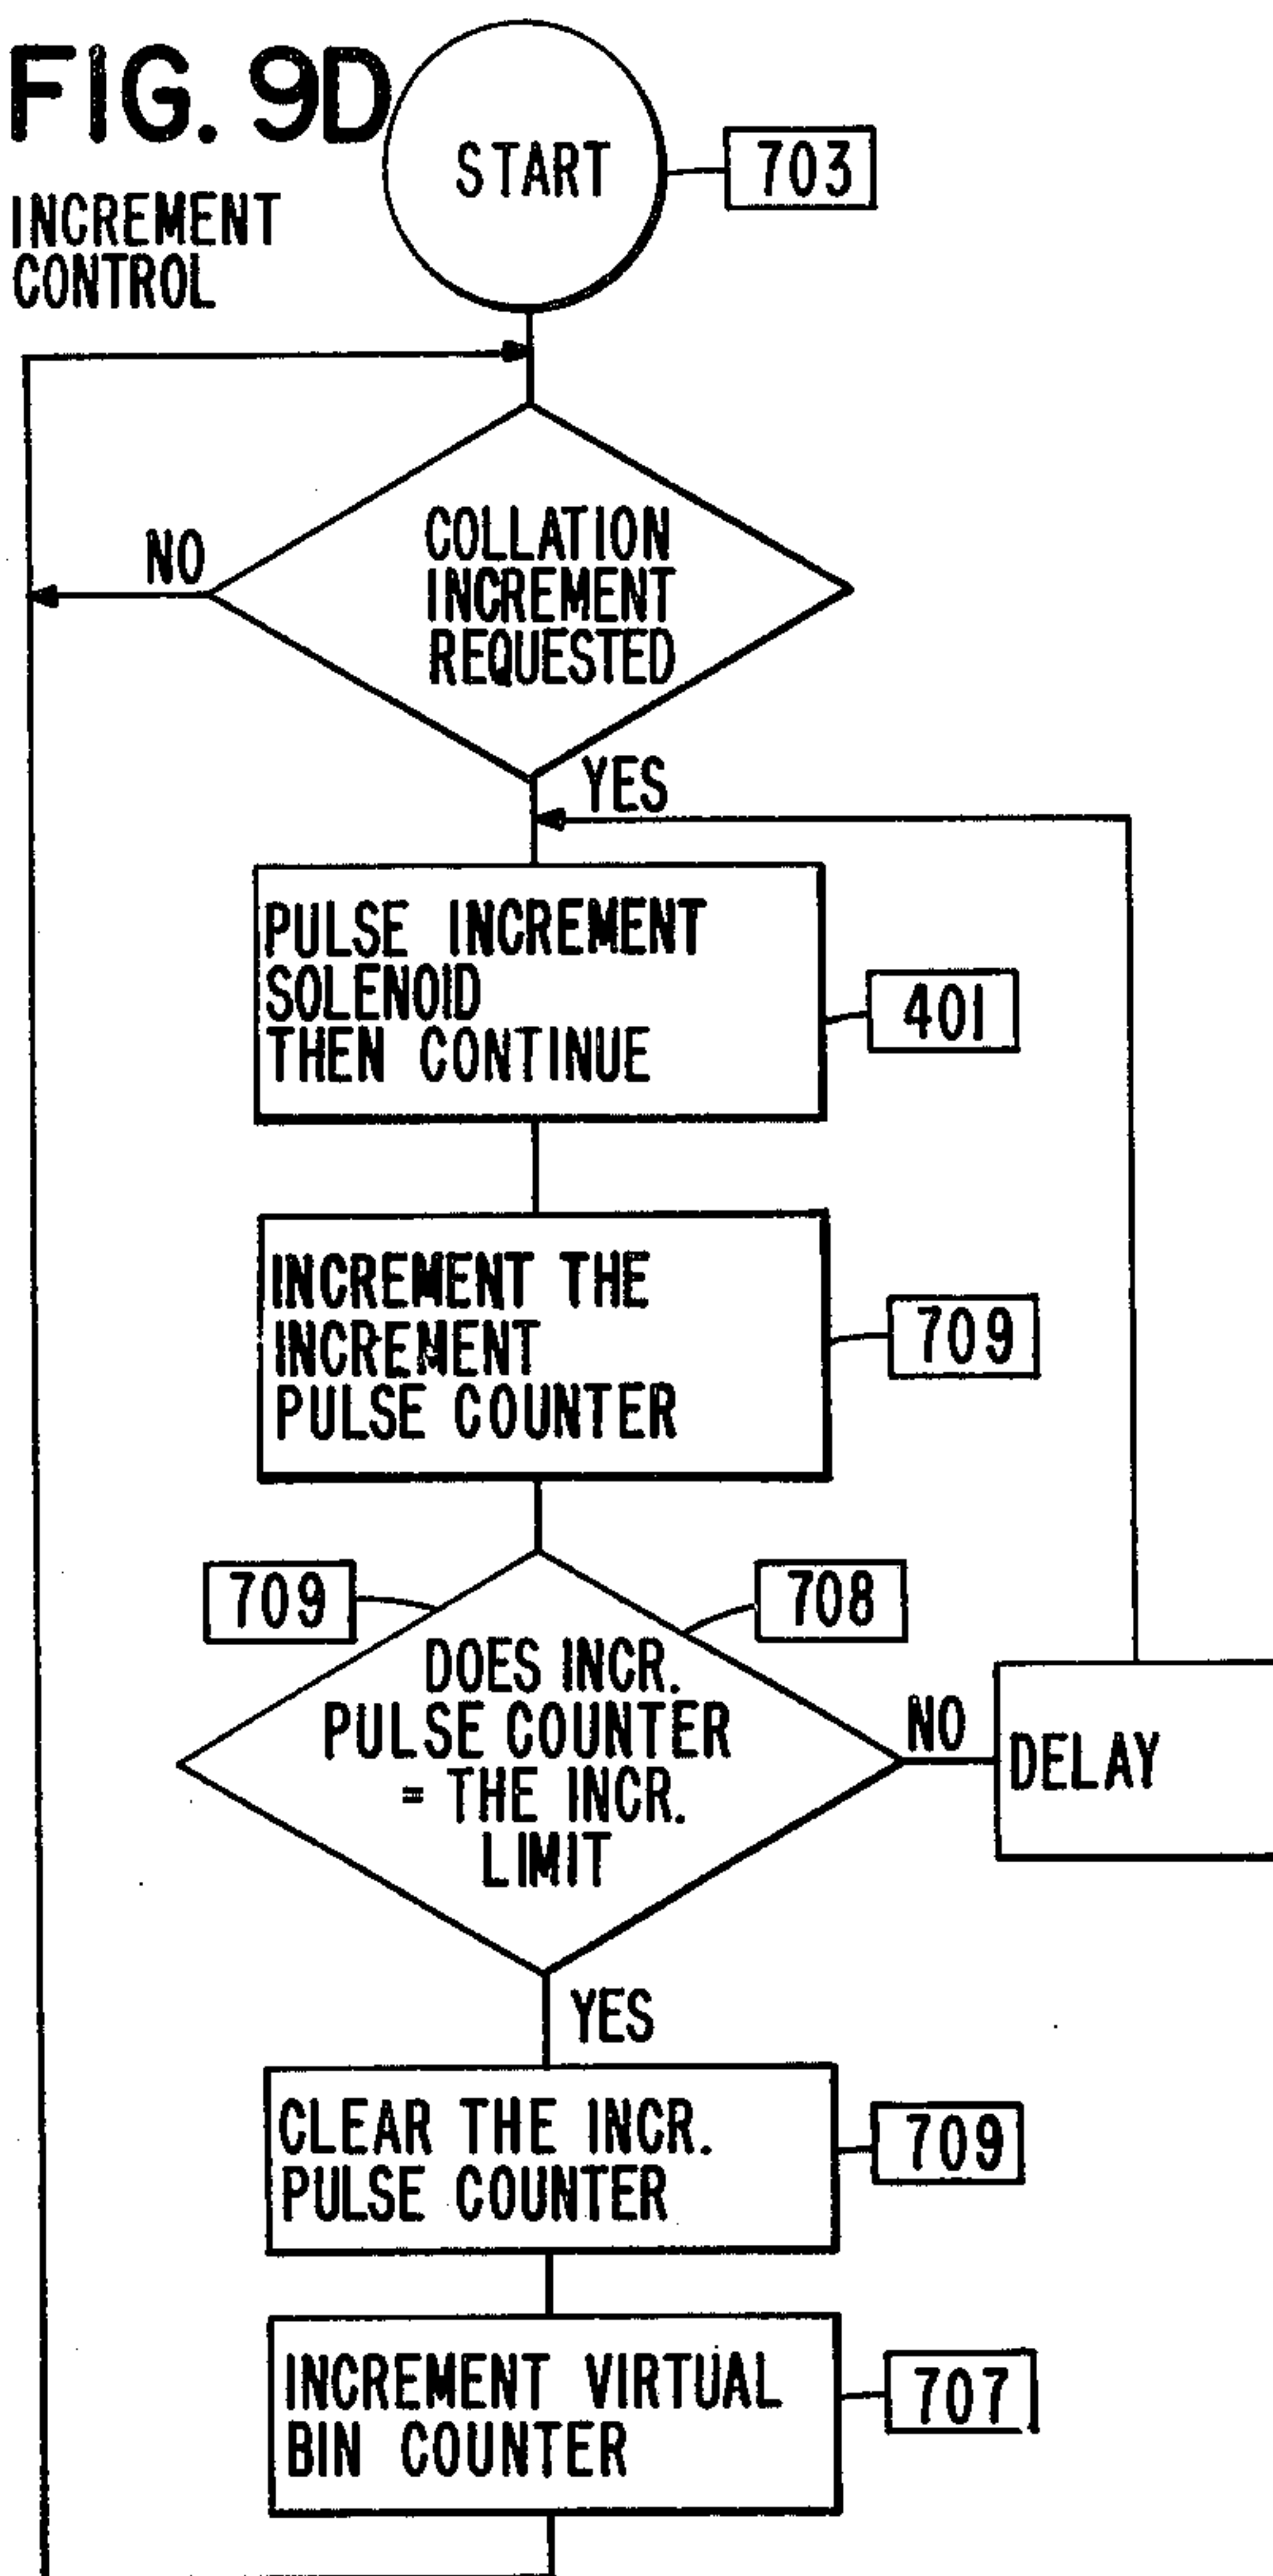 FIG. 9D
INCREMENT
CONTROL
START
703
COLLATION
INCREMENT
REQUESTED
NO
YES
PULSE INCREMENT
SOLENOID
THEN CONTINUE
401
INCREMENT THE
INCREMENT
PULSE COUNTER
709
709
708
DOES INCR.
PULSE COUNTER
= THE INCR.
LIMIT
NO
DELAY
YES
CLEAR THE INCR.
PULSE COUNTER
709
INCREMENT VIRTUAL
BIN COUNTER
707